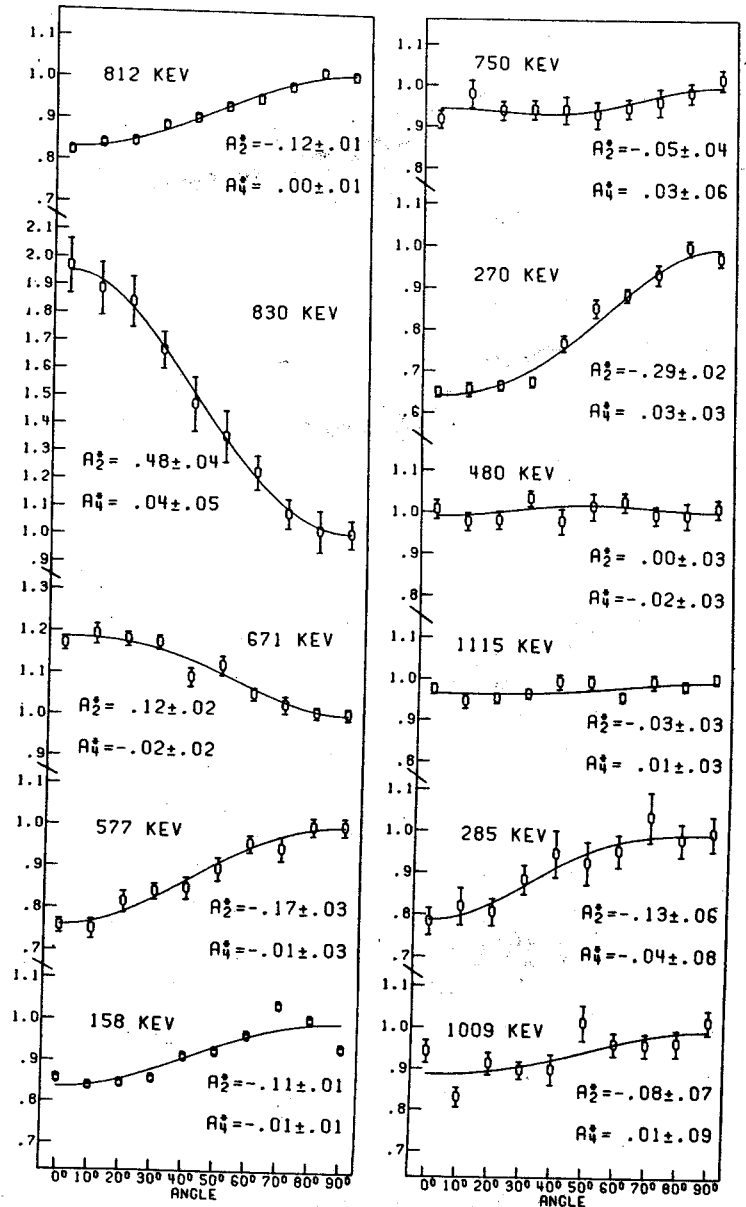 1.1
1.0
.9
.8
.7
812 KEV
A₂*=-.12±.01
A₄*= .00±.01
2.1
2.0
1.9
1.8
1.7
1.6
1.5
1.4
1.3
1.2
1.1
1.0
.9
830 KEV
A₂*= .48±.04
A₄*= .04±.05
1.3
1.2
1.1
1.0
.9
671 KEV
A₂*= .12±.02
A₄*=-.02±.02
1.1
1.0
.9
.8
.7
577 KEV
A₂*=-.17±.03
A₄*=-.01±.03
1.1
1.0
.9
.8
.7
158 KEV
A₂*=-.11±.01
A₄*=-.01±.01
0° 10° 20° 30° 40° 50° 60° 70° 80° 90°
ANGLE
1.1
1.0
.9
.8
.7
750 KEV
A₂*=-.05±.04
A₄*= .03±.06
1.1
1.0
.9
.8
.7
.6
270 KEV
A₂*=-.29±.02
A₄*= .03±.03
1.1
1.0
.9
.8
480 KEV
A₂*= .00±.03
A₄*=-.02±.03
1.1
1.0
.9
.8
1115 KEV
A₂*=-.03±.03
A₄*= .01±.03
1.1
1.0
.9
.8
.7
285 KEV
A₂*=-.13±.06
A₄*=-.04±.08
1.1
1.0
.9
.8
.7
1009 KEV
A₂*=-.08±.07
A₄*= .01±.09
0° 10° 20° 30° 40° 50° 60° 70° 80° 90°
ANGLE